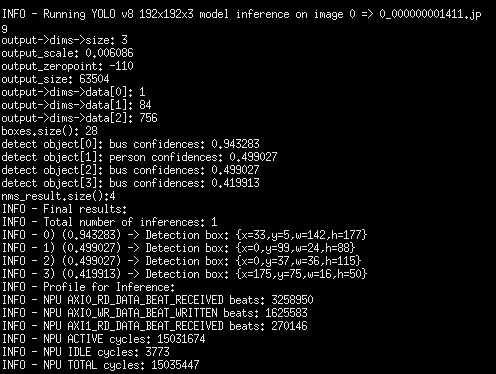 INFO - Running YOLO v8 192x192x3 model inference on image 0 => 0_000000001411.jp
g
output->dims->size: 3
output_scale: 0.006086
output_zeropoint: -110
output_size: 63504
output->dims->data[0]: 1
output->dims->data[1]: 84
output->dims->data[2]: 756
boxes.size(): 28
detect object[0]: bus confidences: 0.943283
detect object[1]: person confidences: 0.499027
detect object[2]: bus confidences: 0.499027
detect object[3]: bus confidences: 0.419913
nms_result.size():4
INFO - Final results:
INFO - Total number of inferences: 1
INFO - 0) (0.943283) -> Detection box: {x=33,y=5,w=142,h=177}
INFO - 1) (0.499027) -> Detection box: {x=0,y=99,w=24,h=88}
INFO - 2) (0.499027) -> Detection box: {x=0,y=37,w=36,h=115}
INFO - 3) (0.419913) -> Detection box: {x=175,y=75,w=16,h=50}
INFO - Profile for Inference:
INFO - NPU AXI0_RD_DATA_BEAT_RECEIVED beats: 3258950
INFO - NPU AXI0_WR_DATA_BEAT_WRITTEN beats: 1625583
INFO - NPU AXI1_RD_DATA_BEAT_RECEIVED beats: 270146
INFO - NPU ACTIVE cycles: 15031674
INFO - NPU IDLE cycles: 3773
INFO - NPU TOTAL cycles: 15035447